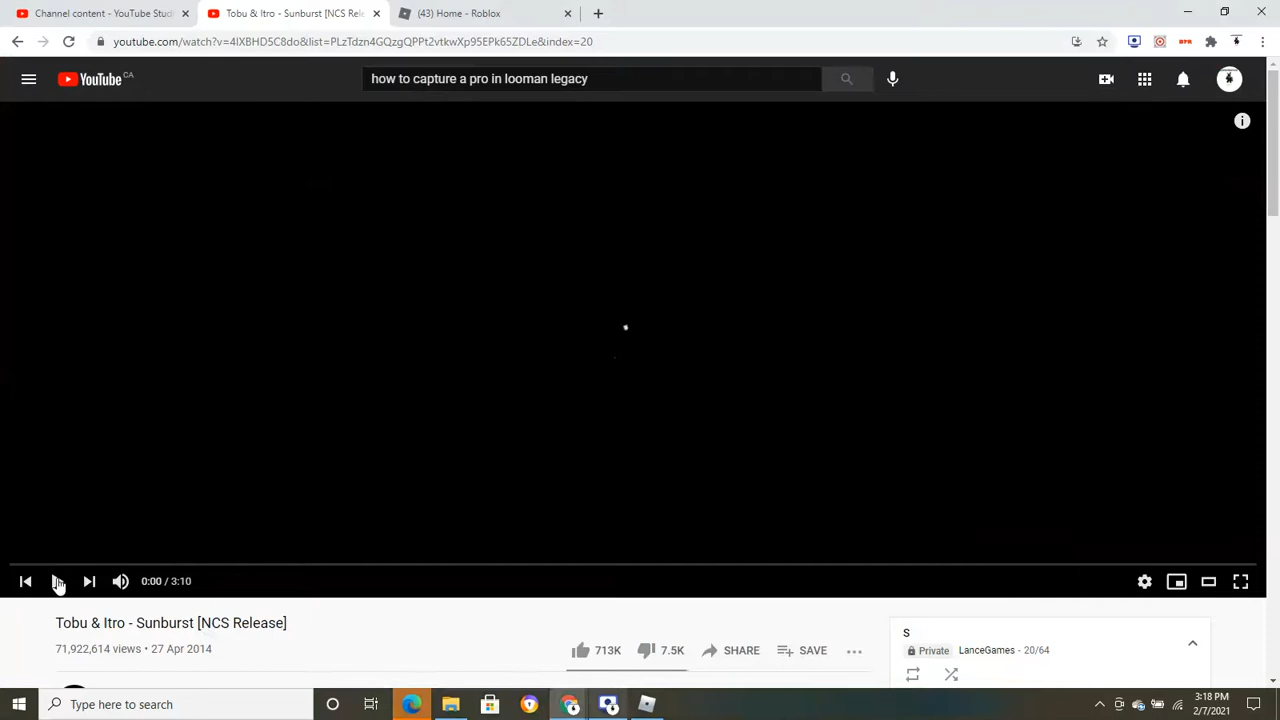 Channel content - YouTube Stud
Tobu & Itro - Sunburst [NCS Rele
(43) Home - Roblox
youtube.com/watch?v=4lXBHD5C8do&list=PLzTdzn4GQzgQPPt2vtkwXp95EPk65ZDLe&index=20
YouTube CA
how to capture a pro in looman legacy
0:00 / 3:10
Tobu & Itro - Sunburst [NCS Release]
71,922,614 views • 27 Apr 2014
713K
7.5K
SHARE
SAVE
S
Private LanceGames - 20/64
Type here to search
3:18 PM
2/7/2021